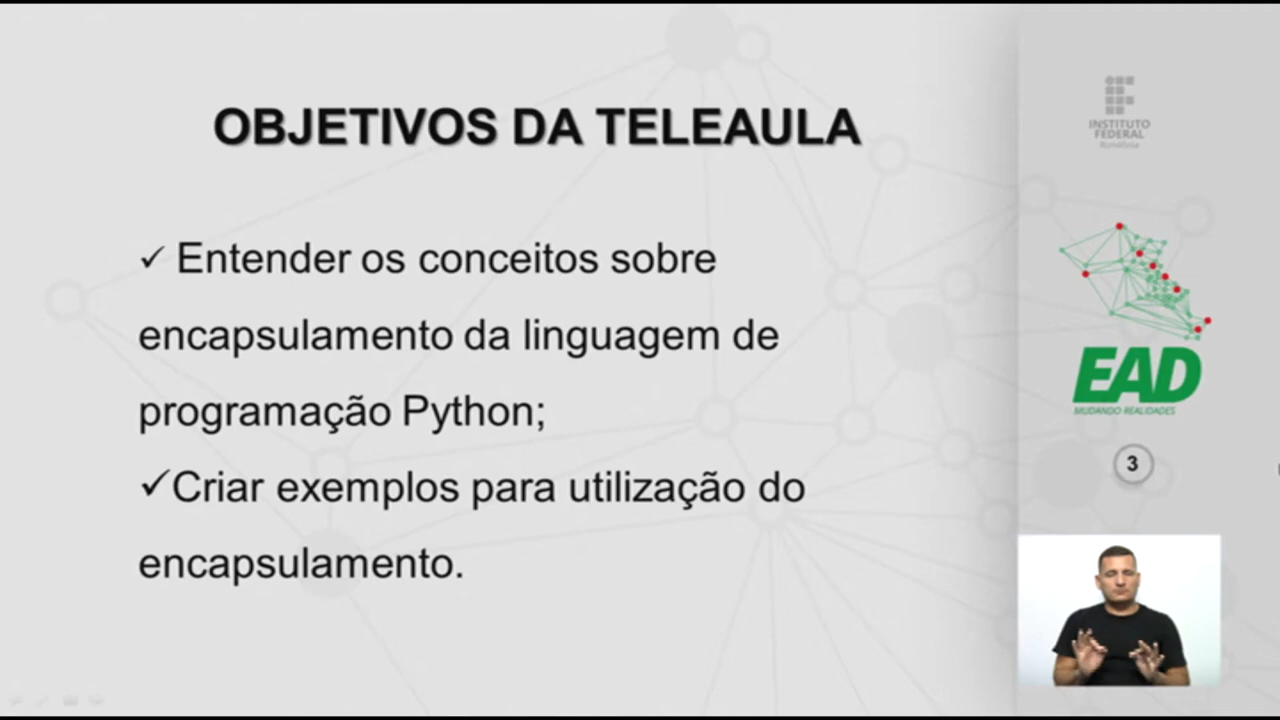 OBJETIVOS DA TELEAULA
✓ Entender os conceitos sobre
encapsulamento da linguagem de
programação Python;
✓Criar exemplos para utilização do
encapsulamento.
INSTITUTO
FEDERAL
Rondônia
EAD
MUDANDO REALIDADES
3